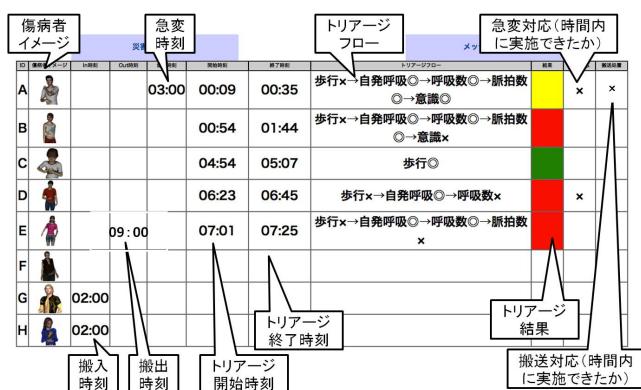 傷病者
イメージ
急変
時刻
トリアージ
フロー
急変対応（時間内
に実施できたか）
災
メッ
ID
In時刻
Out時刻
時刻
開始時刻
終了時刻
トリアージフロー
結果
搬送処置
A 03:00 00:09 00:35 歩行×→自発呼吸◎→呼吸数◎→脈拍数
◎→意識◎ × ×
B 00:54 01:44 歩行×→自発呼吸◎→呼吸数◎→脈拍数
◎→意識×
C 04:54 05:07 歩行◎
D 06:23 06:45 歩行×→自発呼吸◎→呼吸数× ×
E 09:00 07:01 07:25 歩行×→自発呼吸◎→呼吸数◎→脈拍数
×
F
G 02:00
H 02:00
搬入
時刻
搬出
時刻
トリアージ
開始時刻
トリアージ
終了時刻
トリアージ
結果
搬送対応（時間内
に実施できたか）